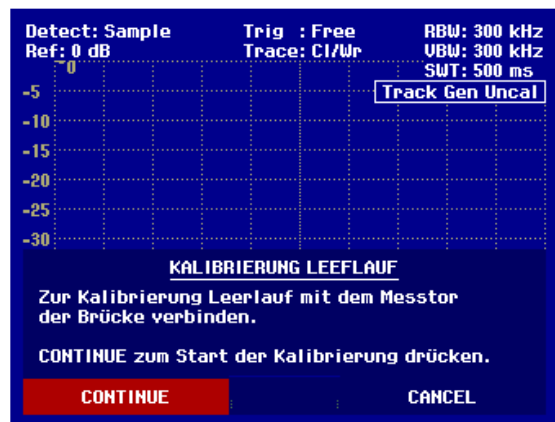 Detect: Sample Trig : Free RBW: 300 kHz
Ref: 0 dB Trace: Cl/Wr VBW: 300 kHz
SWT: 500 ms
Track Gen Uncal
0
-5
-10
-15
-20
-25
-30
KALIBRIERUNG LEEFLAUF
Zur Kalibrierung Leerlauf mit dem Messtor
der Brücke verbinden.
CONTINUE zum Start der Kalibrierung drücken.
CONTINUE CANCEL